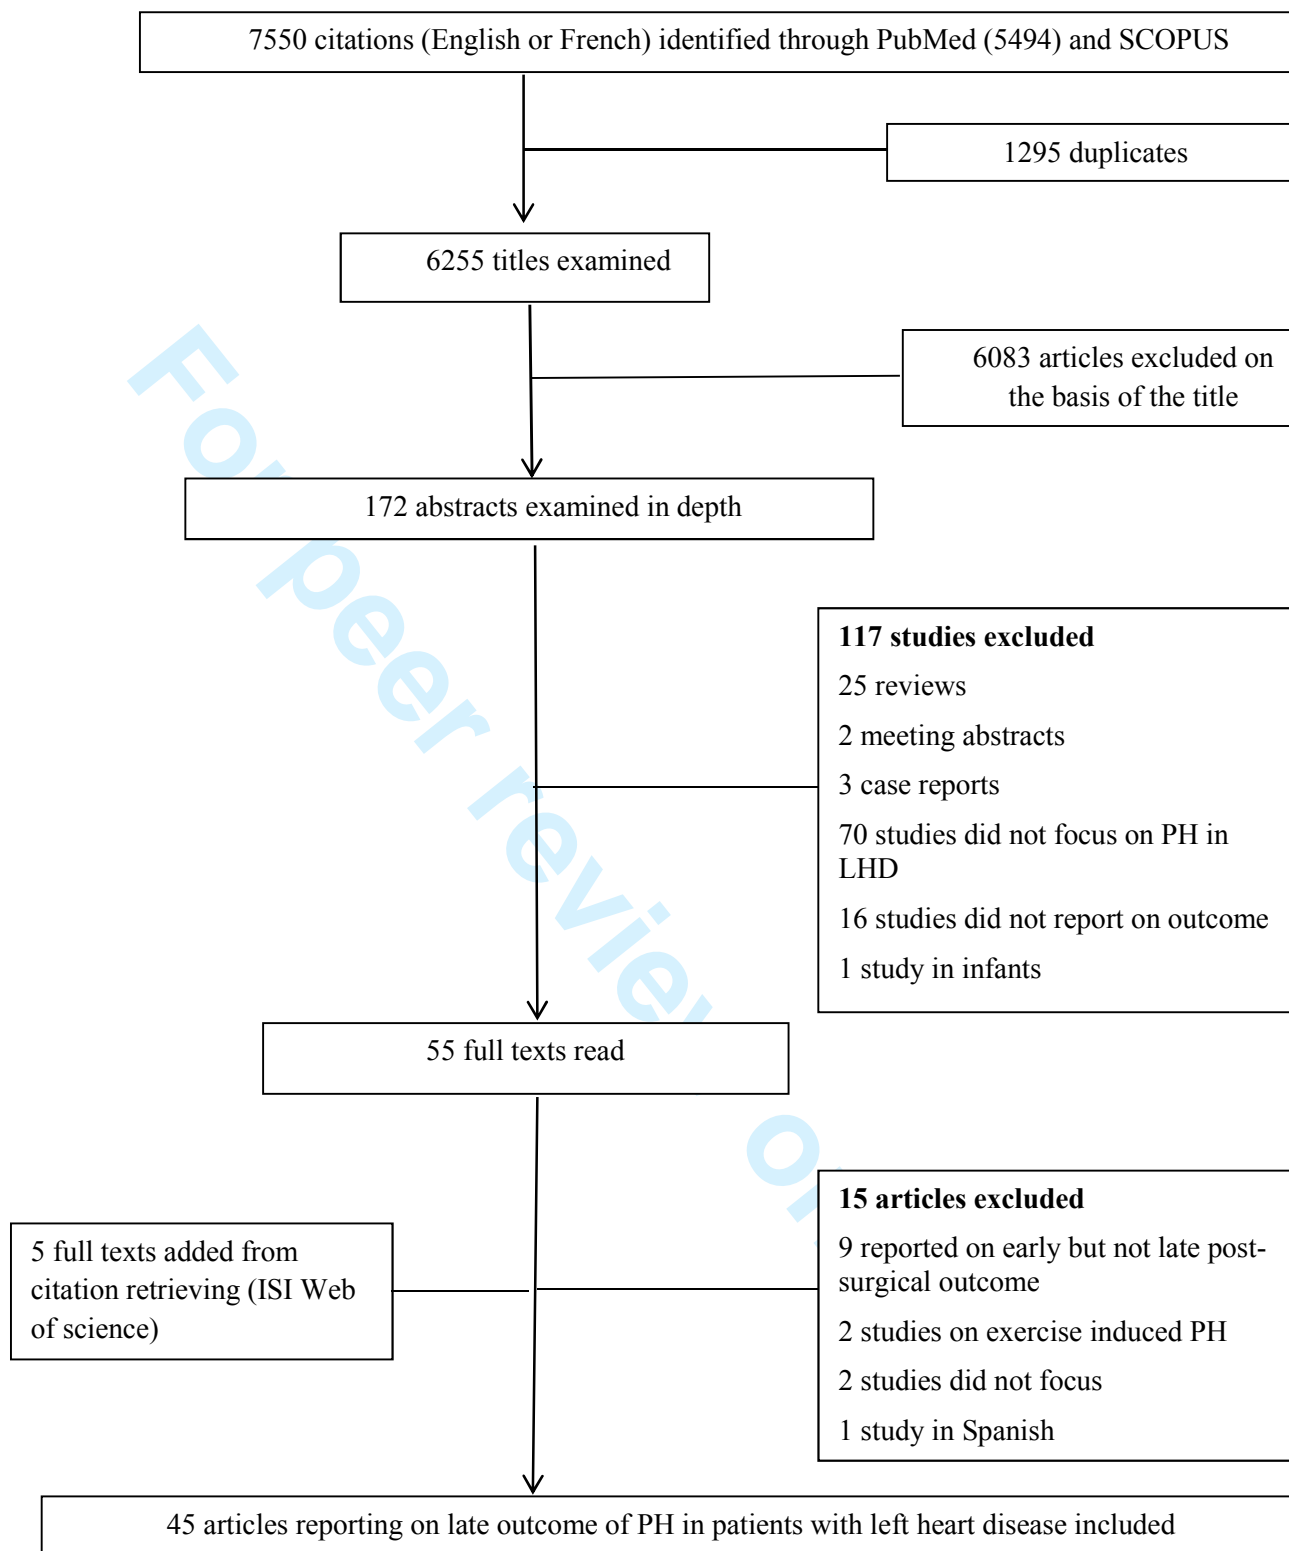 7550 citations (English or French) identified through PubMed (5494) and SCOPUS
1295 duplicates
6255 titles examined
6083 articles excluded on
the basis of the title
172 abstracts examined in depth
117 studies excluded
25 reviews
2 meeting abstracts
3 case reports
70 studies did not focus on PH in
LHD
16 studies did not report on outcome
1 study in infants
55 full texts read
15 articles excluded
9 reported on early but not late post-
surgical outcome
2 studies on exercise induced PH
2 studies did not focus
1 study in Spanish
5 full texts added from
citation retrieving (ISI Web
of science)
45 articles reporting on late outcome of PH in patients with left heart disease included
For peer review